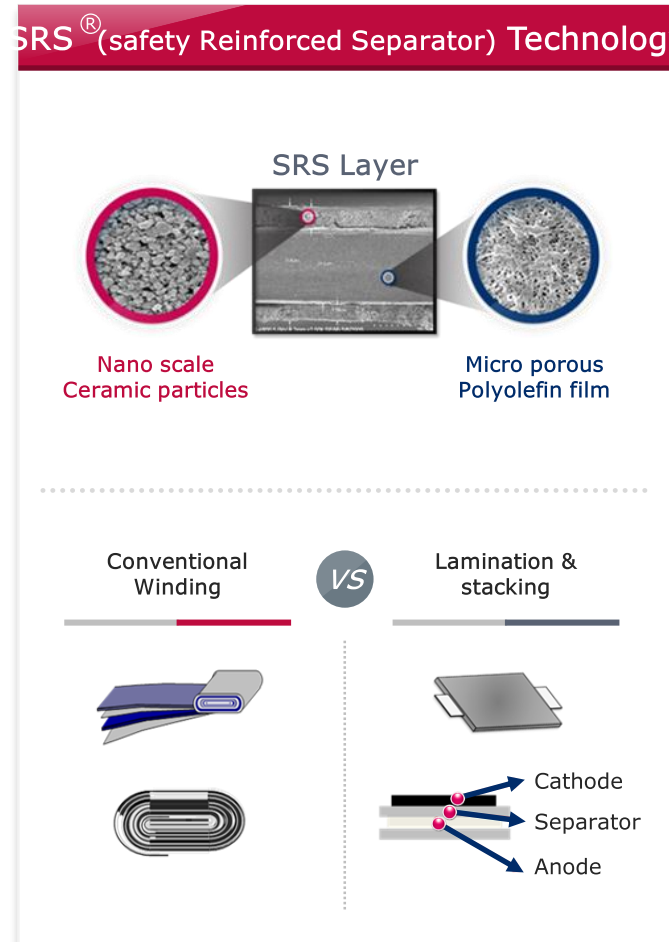 SRS ® (safety Reinforced Separator) Technolog
SRS Layer
Nano scale
Ceramic particles
Micro porous
Polyolefin film
Conventional
Winding
VS
Lamination &
stacking
Cathode
Separator
Anode